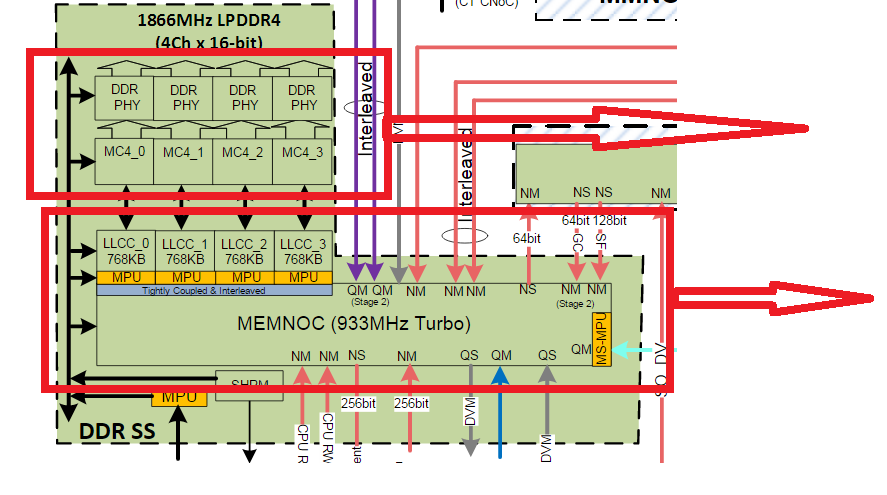 (CT CNoC)
MMNO
1866MHz LPDDR4
(4Ch x 16-bit)
DDR PHY
DDR PHY
DDR PHY
DDR PHY
MC4_0
MC4_1
MC4_2
MC4_3
Interleaved
Interleaved
NM
NS
NS
NM
64bit
64bit
128bit
GC
SF
LLCC_0
768KB
LLCC_1
768KB
LLCC_2
768KB
LLCC_3
768KB
MPU
MPU
MPU
MPU
Tightly Coupled & Interleaved
QM
QM
(Stage 2)
NM
NM
NM
NS
NM
NM
(Stage 2)
MEMNOC (933MHz Turbo)
MS-MPU
QM
NM
NM
NS
NM
QS
QM
QS
SHRM
MPU
256bit
256bit
DVM
DVM
CPU R
CPU RW
DV
DDR SS